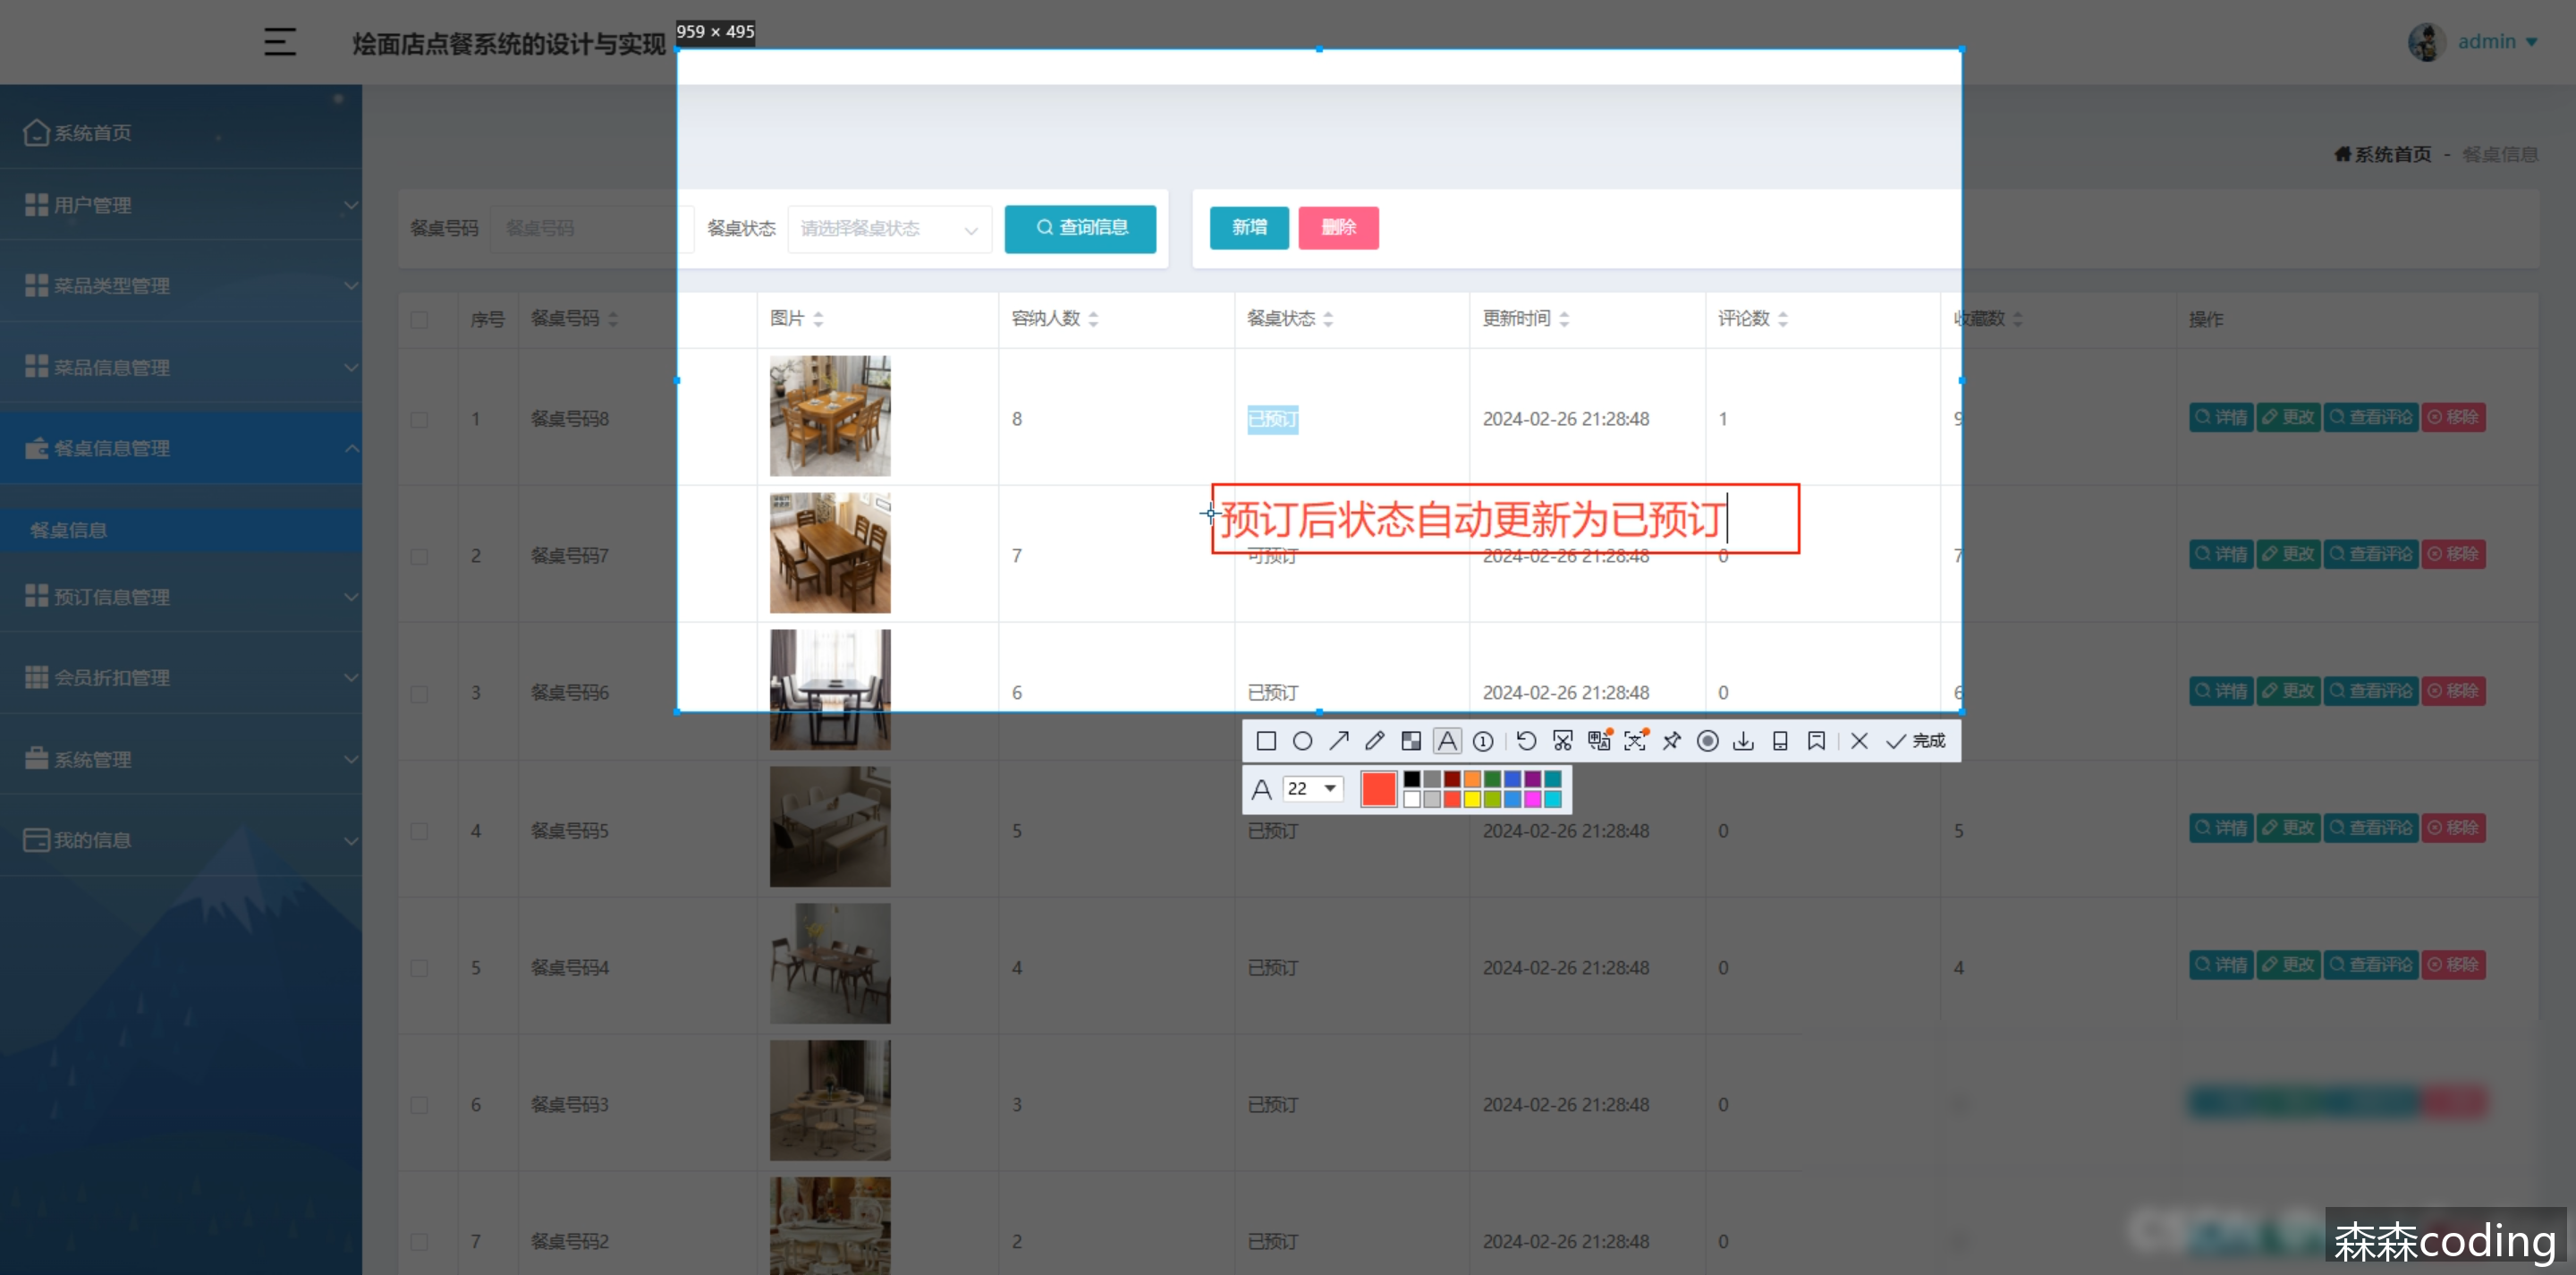 959 × 495
烩面店点餐系统的设计与实现
admin
系统首页
用户管理
菜品类型管理
菜品信息管理
餐桌信息管理
餐桌信息
预订信息管理
会员折扣管理
系统管理
我的信息
系统首页 - 餐桌信息
餐桌号码 餐桌号码 餐桌状态 请选择餐桌状态 查询信息 新增 删除
序号 餐桌号码 图片 容纳人数 餐桌状态 更新时间 评论数 收藏数 操作
1 餐桌号码8 8 已预订 2024-02-26 21:28:48 1 9 详情 更改 查看评论 移除
预订后状态自动更新为已预订
2 餐桌号码7 7 可预订 2024-02-26 21:28:48 0 7 详情 更改 查看评论 移除
3 餐桌号码6 6 已预订 2024-02-26 21:28:48 0 6 详情 更改 查看评论 移除
完成
A 22
4 餐桌号码5 5 已预订 2024-02-26 21:28:48 0 5 详情 更改 查看评论 移除
5 餐桌号码4 4 已预订 2024-02-26 21:28:48 0 4 详情 更改 查看评论 移除
6 餐桌号码3 3 已预订 2024-02-26 21:28:48 0
7 餐桌号码2 2 已预订 2024-02-26 21:28:48 0
森森coding